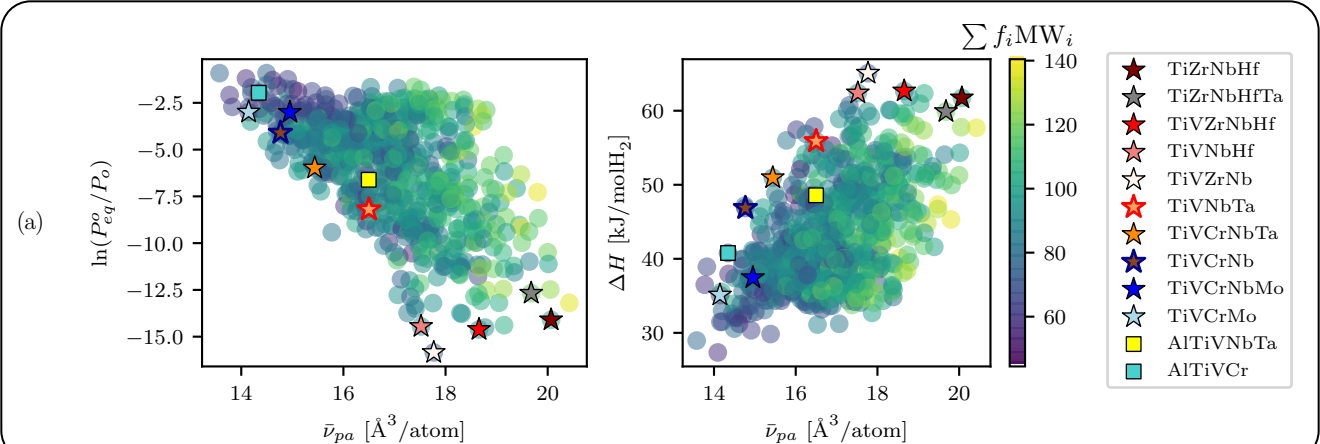 (a)
ln(P^o_eq/P_o)
−2.5
−5.0
−7.5
−10.0
−12.5
−15.0
14 16 18 20
ν̄_pa [Å^3/atom]
ΔH [kJ/molH_2]
60
50
40
30
14 16 18 20
ν̄_pa [Å^3/atom]
∑ f_iMW_i
140
120
100
80
60
TiZrNbHf
TiZrNbHfTa
TiVZrNbHf
TiVNbHf
TiVZrNb
TiVNbTa
TiVCrNbTa
TiVCrNb
TiVCrNbMo
TiVCrMo
AlTiVNbTa
AlTiVCr